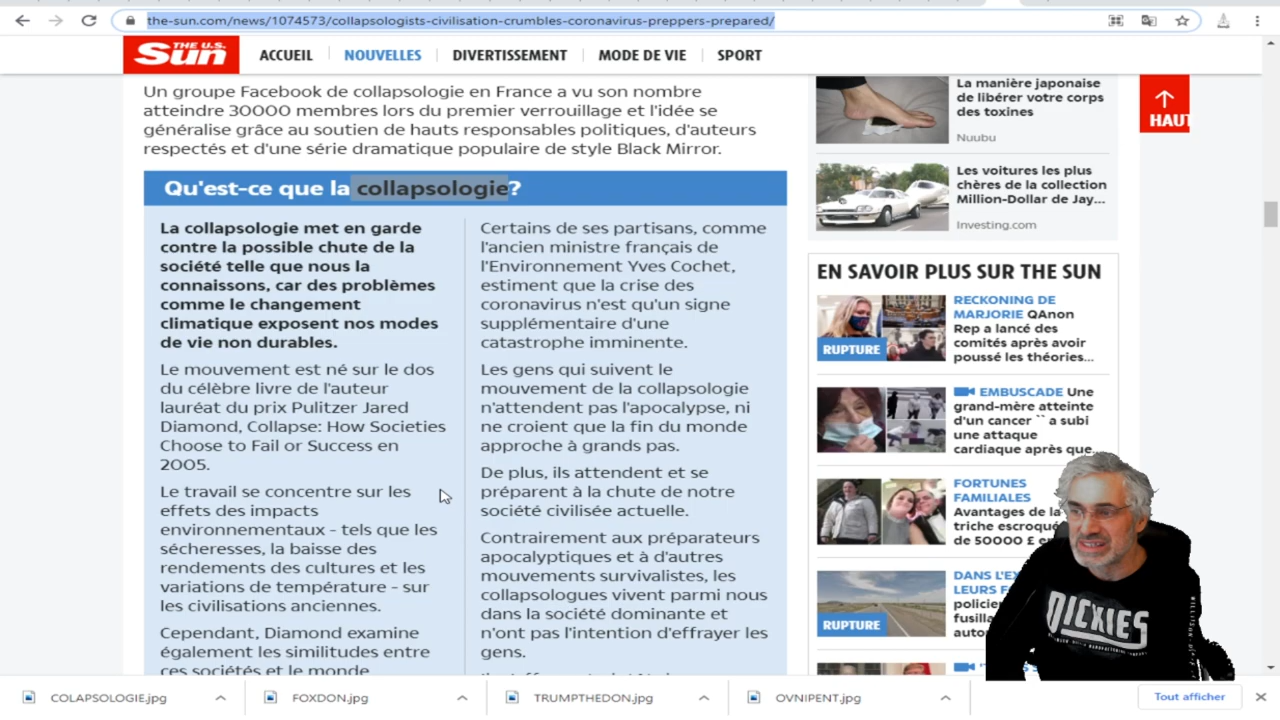 the-sun.com/news/1074573/collapsologists-civilisation-crumbles-coronavirus-preppers-prepared/
THE U.S. Sun
ACCUEIL
NOUVELLES
DIVERTISSEMENT
MODE DE VIE
SPORT
Un groupe Facebook de collapsologie en France a vu son nombre
atteindre 30000 membres lors du premier verrouillage et l'idée se
généralise grâce au soutien de hauts responsables politiques, d'auteurs
respectés et d'une série dramatique populaire de style Black Mirror.
Qu'est-ce que la collapsologie?
La collapsologie met en garde
contre la possible chute de la
société telle que nous la
connaissons, car des problèmes
comme le changement
climatique exposent nos modes
de vie non durables.
Le mouvement est né sur le dos
du célèbre livre de l'auteur
lauréat du prix Pulitzer Jared
Diamond, Collapse: How Societies
Choose to Fail or Success en
2005.
Le travail se concentre sur les
effets des impacts
environnementaux - tels que les
sécheresses, la baisse des
rendements des cultures et les
variations de température - sur
les civilisations anciennes.
Cependant, Diamond examine
également les similitudes entre
ces sociétés et le monde
Certains de ses partisans, comme
l'ancien ministre français de
l'Environnement Yves Cochet,
estiment que la crise des
coronavirus n'est qu'un signe
supplémentaire d'une
catastrophe imminente.
Les gens qui suivent le
mouvement de la collapsologie
n'attendent pas l'apocalypse, ni
ne croient que la fin du monde
approche à grands pas.
De plus, ils attendent et se
préparent à la chute de notre
société civilisée actuelle.
Contrairement aux préparateurs
apocalyptiques et à d'autres
mouvements survivalistes, les
collapsologues vivent parmi nous
dans la société dominante et
n'ont pas l'intention d'effrayer les
gens.
La manière japonaise
de libérer votre corps
des toxines
Nuubu
Les voitures les plus
chères de la collection
Million-Dollar de Jay...
Investing.com
HAUT
EN SAVOIR PLUS SUR THE SUN
RUPTURE
RECKONING DE
MARJORIE QAnon
Rep a lancé des
comités après avoir
poussé les théories...
EMBUSCADE Une
grand-mère atteinte
d'un cancer `` a subi
une attaque
cardiaque après que...
FORTUNES
FAMILIALES
Avantages de la
triche escroqué
de 50000 £
RUPTURE
DANS L'EX
LEURS
policier
fusilla
DICKIES
COLAPSOLOGIE.jpg
FOXDON.jpg
TRUMPTHEDON.jpg
OVNIPENT.jpg
Tout afficher